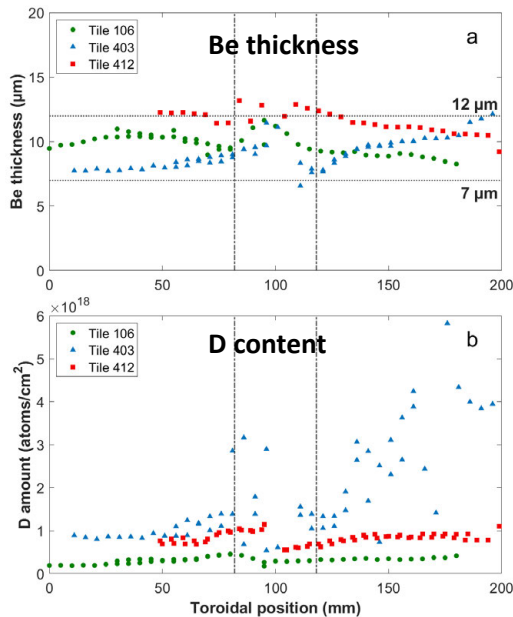 Be thickness
a
Tile 106
Tile 403
Tile 412
12 µm
7 µm
Be thickness (µm)
20
15
10
5
0
0 50 100 150 200
×10¹⁸
D content
b
Tile 106
Tile 403
Tile 412
D amount (atoms/cm²)
6
5
4
3
2
1
0
0 50 100 150 200
Toroidal position (mm)